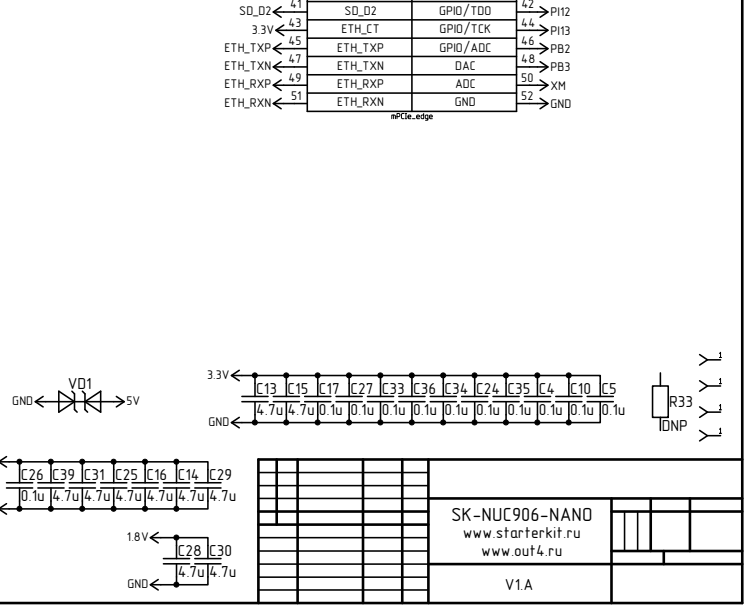 SD_D2 41 SD_D2 GPIO/TDO 42 PI12
3.3V 43 ETH_CT GPIO/TCK 44 PI13
ETH_TXP 45 ETH_TXP GPIO/ADC 46 PB2
ETH_TXN 47 ETH_TXN DAC 48 PB3
ETH_RXP 49 ETH_RXP ADC 50 XM
ETH_RXN 51 ETH_RXN GND 52 GND
mPCIe_edge
1
1
1
1
VD1
GND 5V
3.3V
C13 C15 C17 C27 C33 C36 C34 C24 C35 C4 C10 C5
4.7u 4.7u 0.1u 0.1u 0.1u 0.1u 0.1u 0.1u 0.1u 0.1u 0.1u 0.1u
GND
R33
DNP
C26 C39 C31 C25 C16 C14 C29
0.1u 4.7u 4.7u 4.7u 4.7u 4.7u 4.7u
1.8V
C28 C30
4.7u 4.7u
GND
SK-NUC906-NANO
www.starterkit.ru
www.out4.ru
V1.A